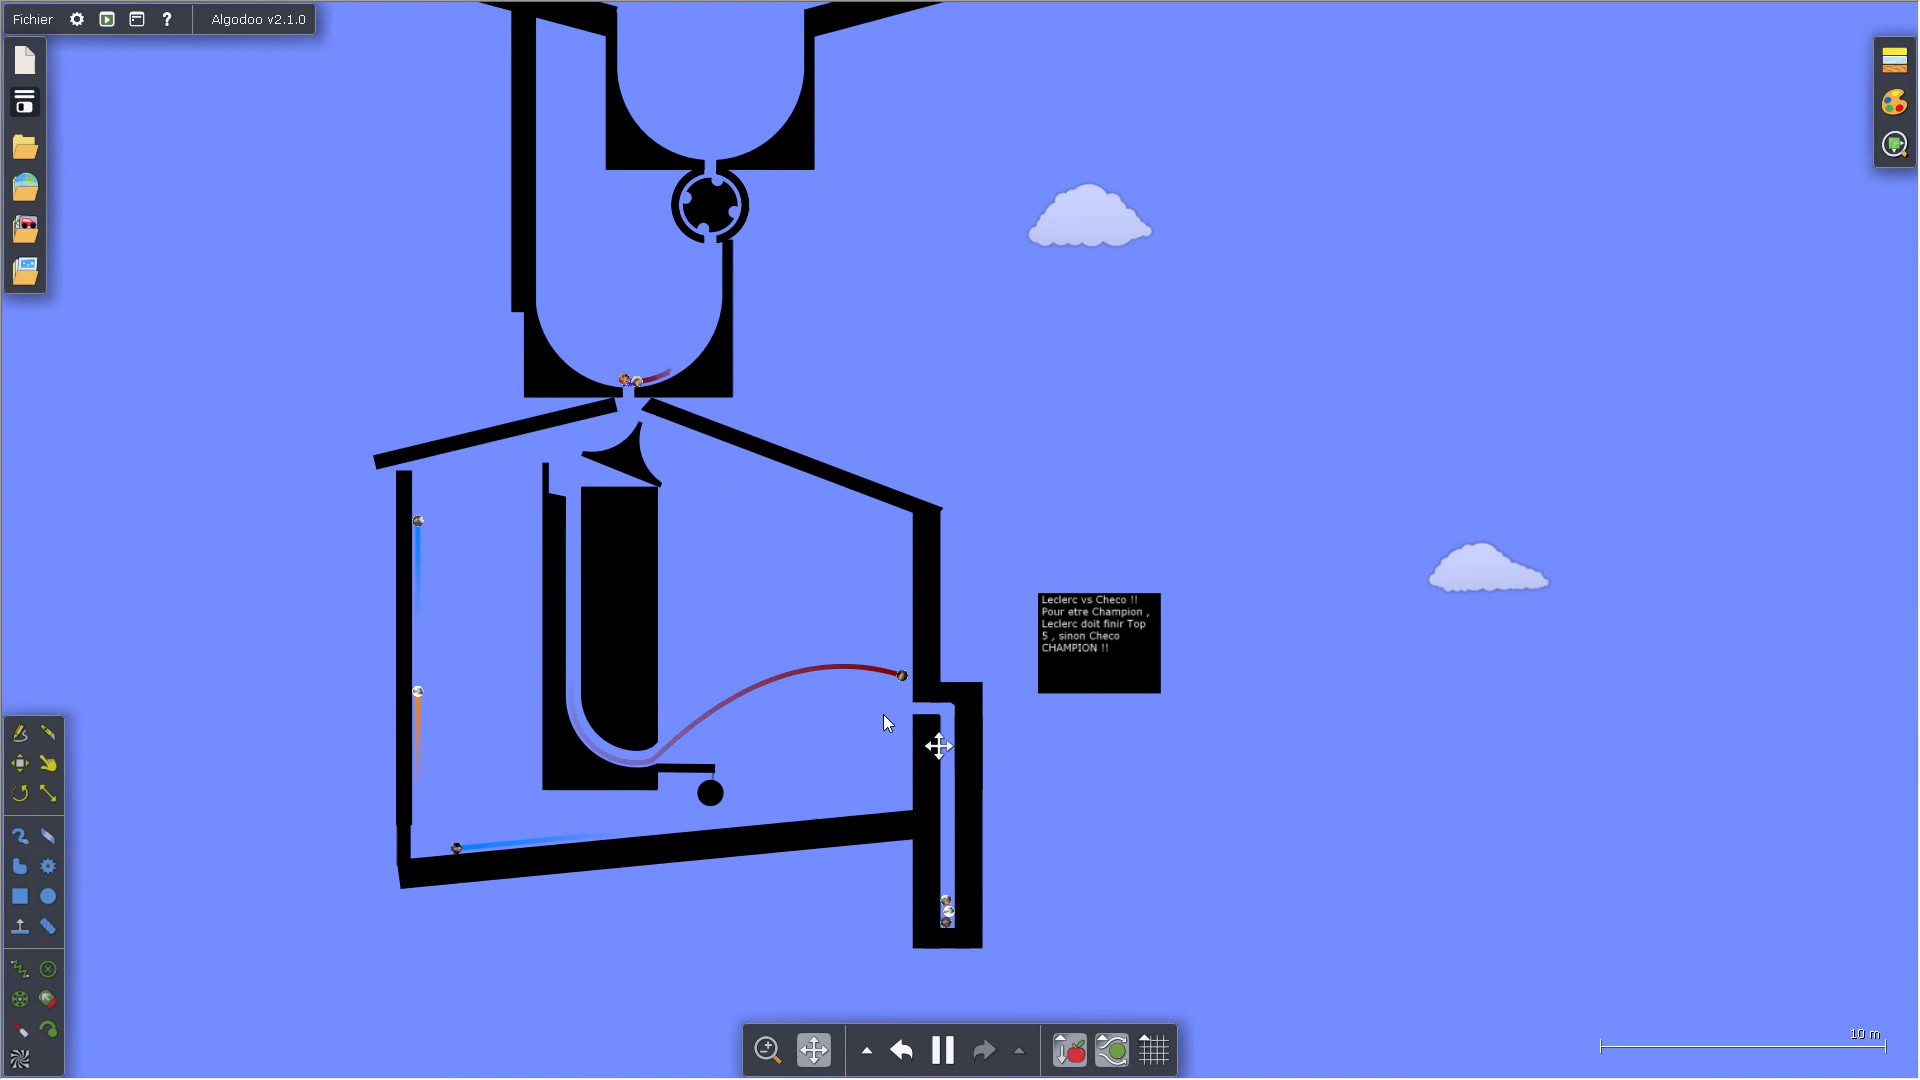 Fichier
?
Algodoo v2.1.0
Leclerc vs Checo !!
Pour etre Champion ,
Leclerc doit finir Top
5 , sinon Checo
CHAMPION !!
10 m